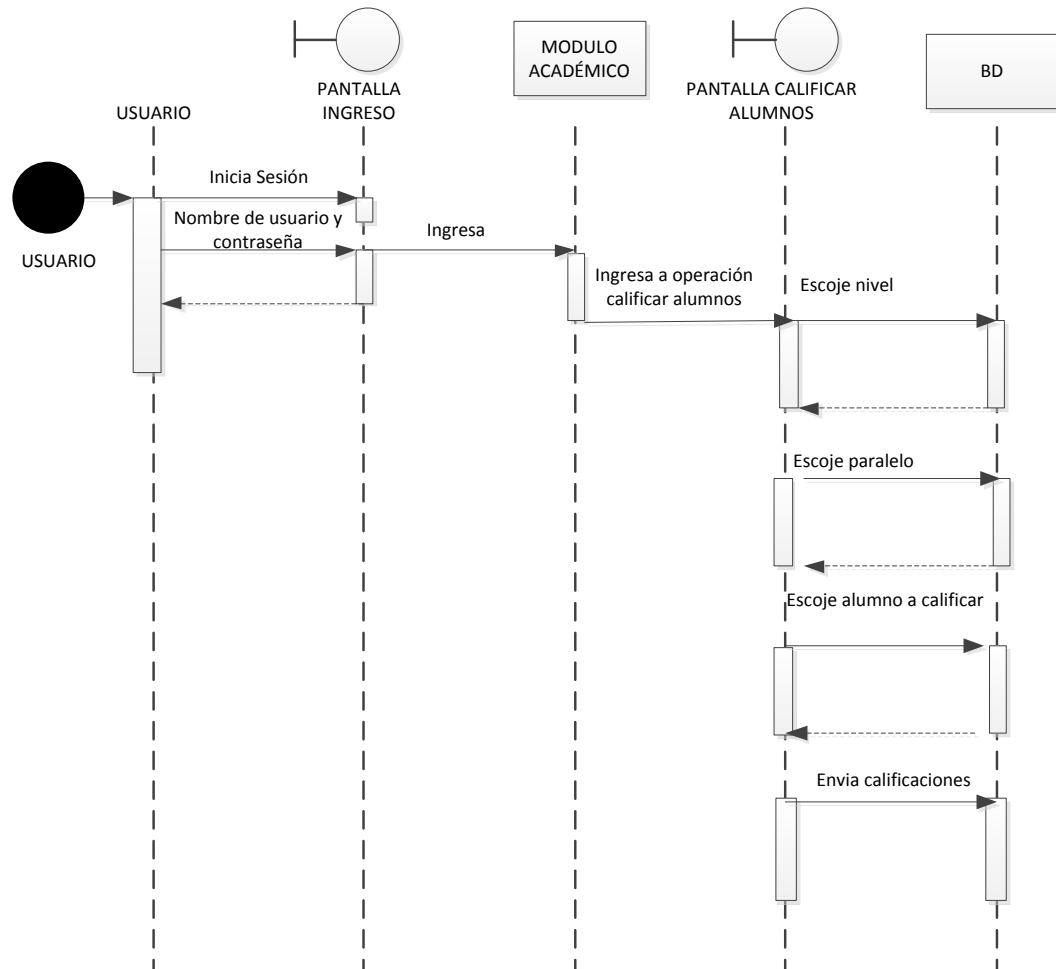 MODULO
ACADÉMICO
BD
PANTALLA
INGRESO
PANTALLA CALIFICAR
ALUMNOS
USUARIO
Inicia Sesión
Nombre de usuario y
contraseña
Ingresa
USUARIO
Ingresa a operación
calificar alumnos
Escoje nivel
Escoje paralelo
Escoje alumno a calificar
Envia calificaciones